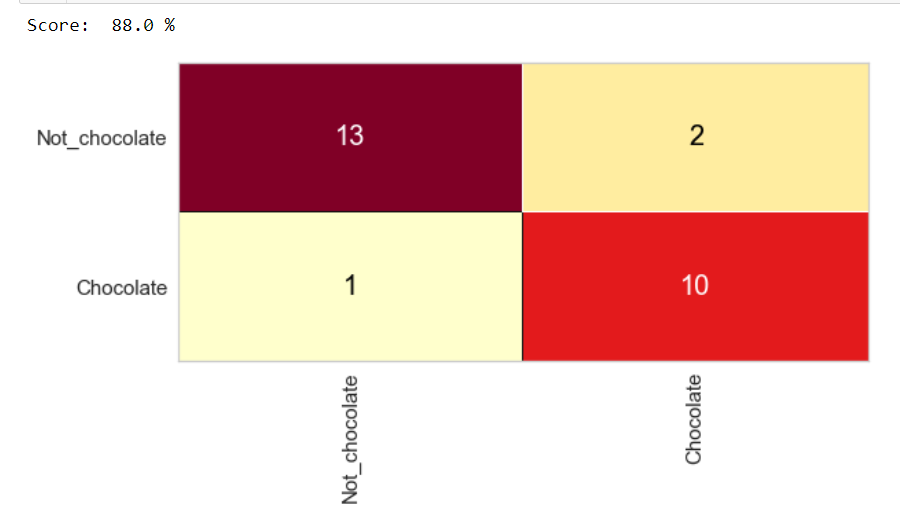 Score:  88.0 %
Not_chocolate 13 2
Chocolate 1 10
Not_chocolate Chocolate